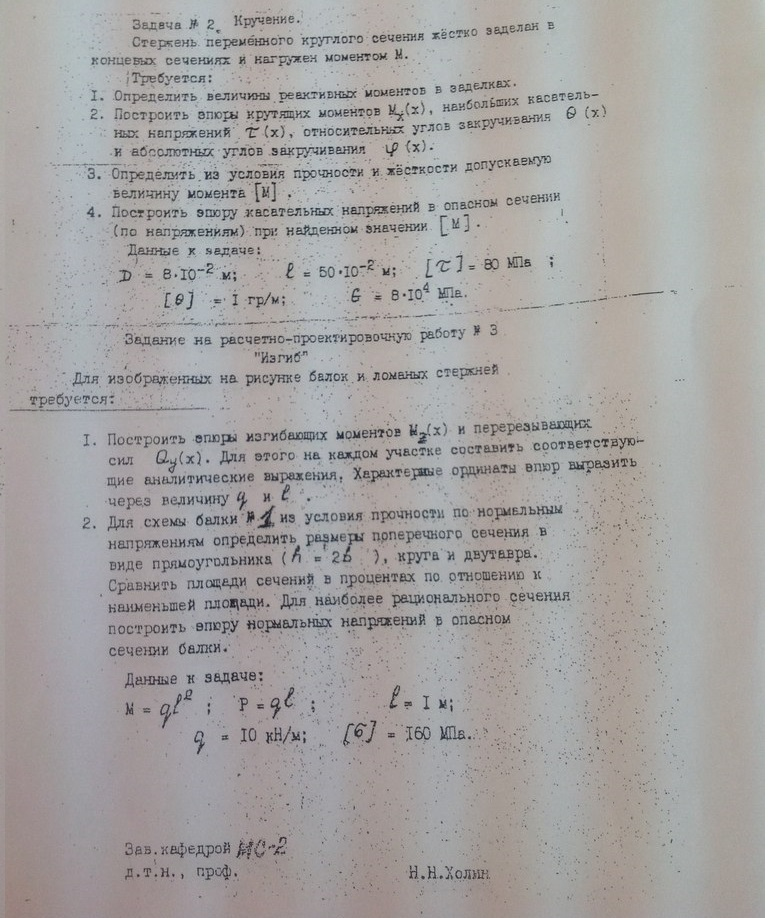 Задача № 2. Кручение.
Стержень переменного круглого сечения жёстко заделан в
концевых сечениях и нагружен моментом М.
Требуется:
1. Определить величины реактивных моментов в заделках.
2. Построить эпюры крутящих моментов Mx(x), наибольших касатель-
ных напряжений τ(x), относительных углов закручивания θ(x)
и абсолютных углов закручивания φ(x).
3. Определить из условия прочности и жёсткости допускаемую
величину момента [M].
4. Построить эпюру касательных напряжений в опасном сечении
(по напряжениям) при найденном значении [M].
Данные к задаче:
D = 8·10⁻² м; ℓ = 50·10⁻² м; [τ] = 80 МПа ;
[θ] = I гр/м; G = 8·10⁴ МПа.
Задание на расчетно-проектировочную работу № 3
"Изгиб"
Для изображенных на рисунке балок и ломаных стержней
требуется:
1. Построить эпюры изгибающих моментов Mz(x) и перерезывающих
сил Qy(x). Для этого на каждом участке составить соответствую-
щие аналитические выражения. Характерные ординаты эпюр выразить
через величину q и ℓ.
2. Для схемы балки № 1 из условия прочности по нормальным
напряжениям определить размеры поперечного сечения в
виде прямоугольника (h = 2b), круга и двутавра.
Сравнить площади сечений в процентах по отношению к
наименьшей площади. Для наиболее рационального сечения
построить эпюру нормальных напряжений в опасном
сечении балки.
Данные к задаче:
M = qℓ² ; P = qℓ ; ℓ = I м;
q = 10 кН/м; [σ] = 160 МПа.
Зав.кафедрой МС-2
д.т.н., проф. Н.Н.Холин